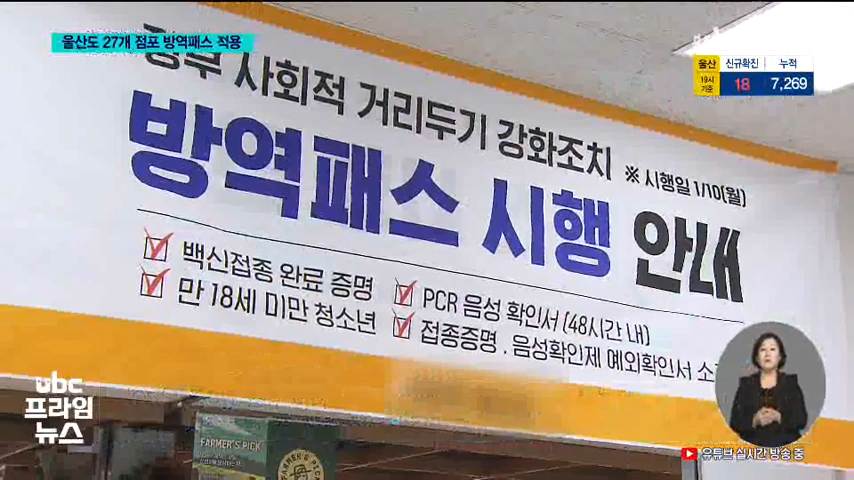 울산도 27개 점포 방역패스 적용
울산 신규확진 누적
19시 기준 18 7,269
정부 사회적 거리두기 강화조치 ※ 시행일 1/10(월)
방역패스 시행 안내
백신접종 완료 증명
PCR 음성 확인서 (48시간 내)
만 18세 미만 청소년
접종증명 . 음성확인제 예외확인서
ubc
프라임
뉴스
FARMER'S PICK
FARMER'S PICK
유튜브 실시간 방송 중